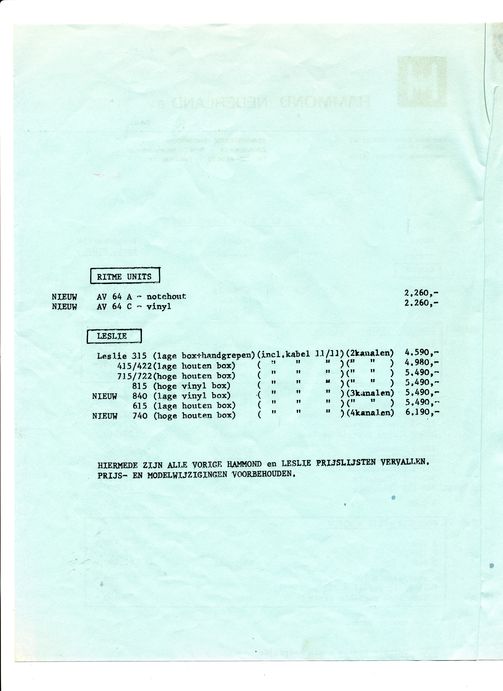 HAMMOND NEDERLAND B
RITME UNITS
NIEUW AV 64 A - notehout 2,260,-
NIEUW AV 64 C - vinyl 2.260,-
LESLIE
Leslie 315 (lage box+handgrepen)(incl.kabel 11/11)(2kanalen) 4.590,-
415/422(lage houten box) ( " " " )(" " ) 4.980,-
715/722(hoge houten box) ( " " " )(" " ) 5,490,-
815 (hoge vinyl box) ( " " " )(" " ) 5.490,-
NIEUW 840 (lage vinyl box) ( " " " )(3kanalen) 5,490,-
615 (lage houten box) ( " " " )(" " ) 5,490,-
NIEUW 740 (hoge houten box) ( " " " )(4kanalen) 6,190,-
HIERMEDE ZIJN ALLE VORIGE HAMMOND en LESLIE PRIJSLIJSTEN VERVALLEN.
PRIJS- EN MODELWIJZIGINGEN VOORBEHOUDEN.